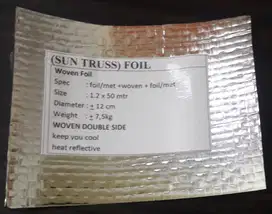 (SUN TRUSS) FOIL
Woven Foil
Spec : foil/met +woven + foil/met
Size : 1.2 x 50 mtr
Diameter : ± 12 cm
Weight : ± 7,5kg
WOVEN DOUBLE SIDE
keep you cool
heat reflective